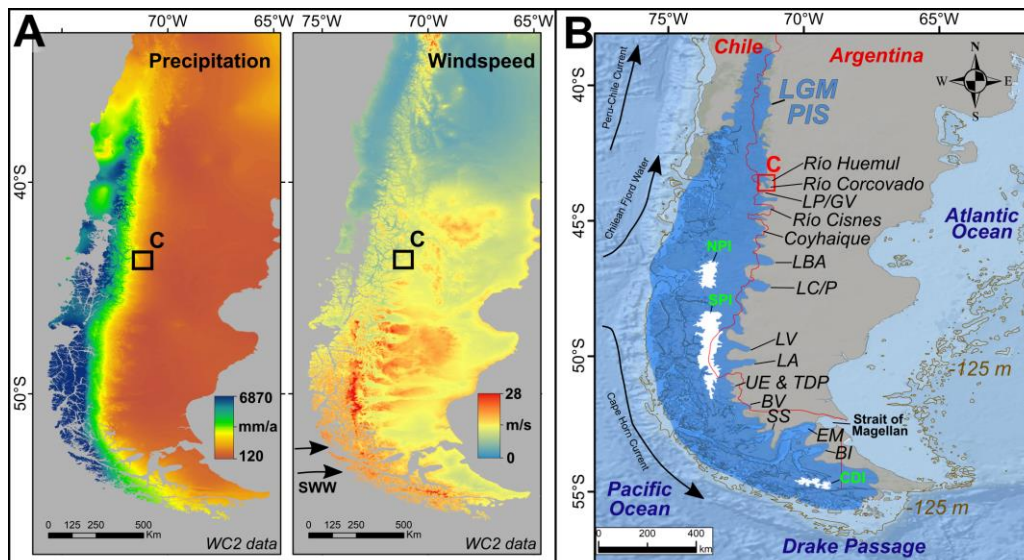 A
70°W
65°W
75°W
70°W
65°W
Precipitation
Windspeed
40°S
50°S
C
C
6870
mm/a
120
28
m/s
0
SWW
0 125 250 500
KM
WC2 data
0 125 250 500
Km
WC2 data
B
75°W
70°W
65°W
Chile
Argentina
N
W E
S
Peru-Chile Current
40°S
LGM
PIS
C
Río Huemul
Río Corcovado
LP/GV
Río Cisnes
Coyhaique
Chilean Fjord Water
45°S
Atlantic
Ocean
NPI
LBA
LC/P
SPI
50°S
LV
LA
-125 m
UE & TDP
BV
SS
Strait of
Magellan
EM
BI
Cape Horn Current
CDI
55°S
Pacific
Ocean
-125 m
Drake Passage
0 200 400
km